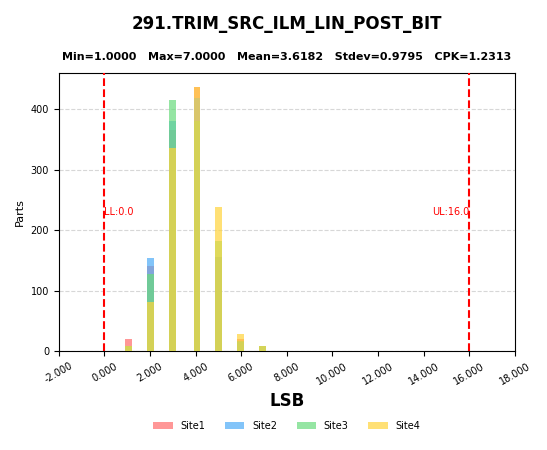 291.TRIM_SRC_ILM_LIN_POST_BIT
Min=1.0000 Max=7.0000 Mean=3.6182 Stdev=0.9795 CPK=1.2313
Parts
400
300
200
100
0
LL:0.0
UL:16.0
-2.000 0.000 2.000 4.000 6.000 8.000 10.000 12.000 14.000 16.000 18.000
LSB
Site1 Site2 Site3 Site4